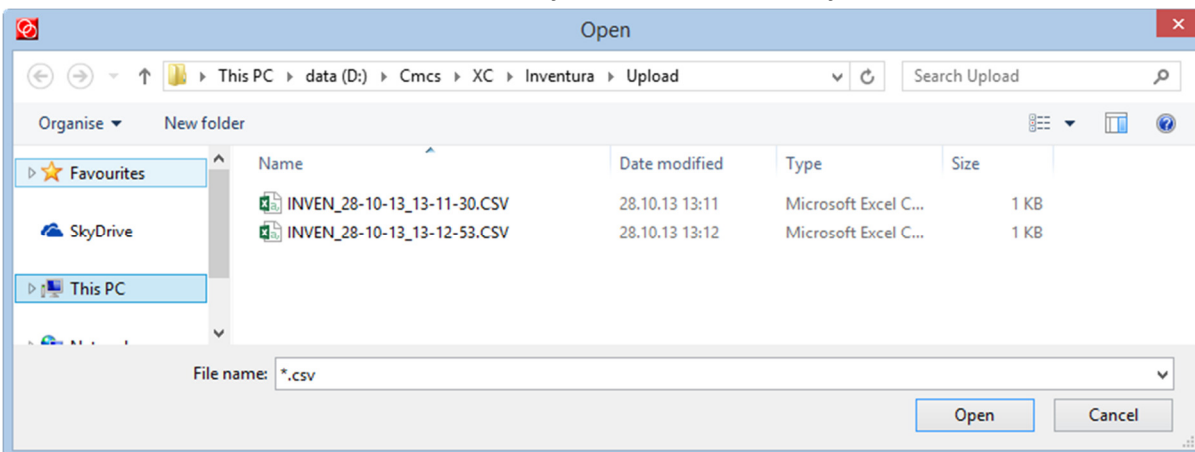 Open
This PC data (D:) Cmcs XC Inventura Upload Search Upload
Organise New folder
Favourites
SkyDrive
This PC
Name Date modified Type Size
INVEN_28-10-13_13-11-30.CSV 28.10.13 13:11 Microsoft Excel C... 1 KB
INVEN_28-10-13_13-12-53.CSV 28.10.13 13:12 Microsoft Excel C... 1 KB
File name: *.csv
Open Cancel